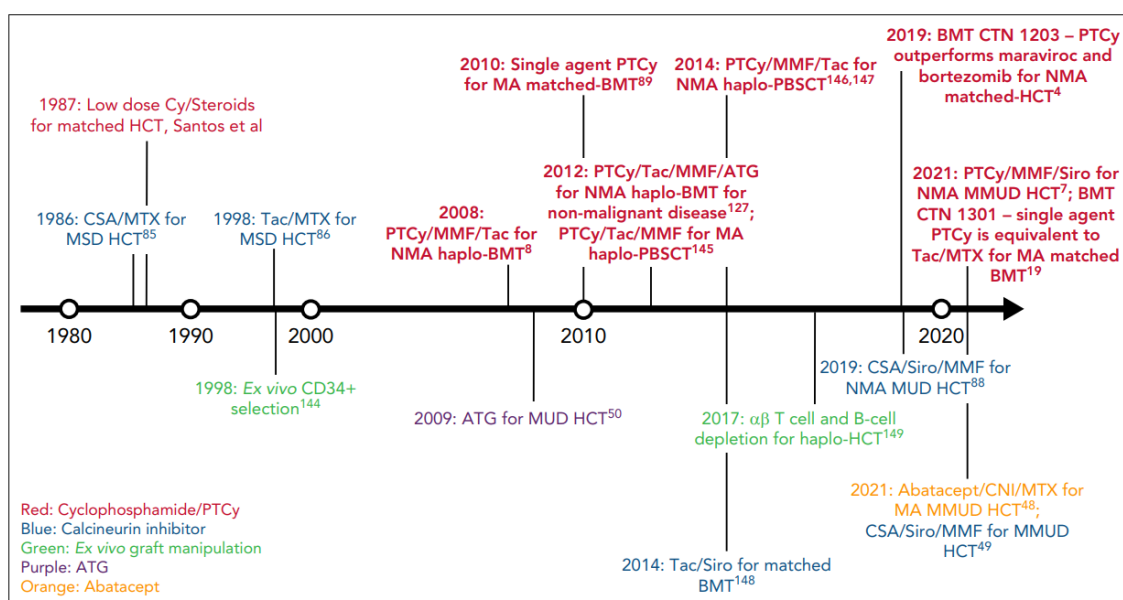 1987: Low dose Cy/Steroids
for matched HCT, Santos et al
1986: CSA/MTX for
MSD HCT85
1998: Tac/MTX for
MSD HCT86
2008:
PTCy/MMF/Tac for
NMA haplo-BMT8
2010: Single agent PTCy
for MA matched-BMT89
2012: PTCy/Tac/MMF/ATG
for NMA haplo-BMT for
non-malignant disease127;
PTCy/Tac/MMF for MA
haplo-PBSCT145
2014: PTCy/MMF/Tac for
NMA haplo-PBSCT146,147
2019: BMT CTN 1203 – PTCy
outperforms maraviroc and
bortezomib for NMA
matched-HCT4
2021: PTCy/MMF/Siro for
NMA MMUD HCT7; BMT
CTN 1301 – single agent
PTCy is equivalent to
Tac/MTX for MA matched
BMT19
1980
1990
2000
2010
2020
1998: Ex vivo CD34+
selection144
2009: ATG for MUD HCT50
2014: Tac/Siro for matched
BMT148
2017: αβ T cell and B-cell
depletion for haplo-HCT149
2019: CSA/Siro/MMF for
NMA MUD HCT88
2021: Abatacept/CNI/MTX for
MA MMUD HCT48;
CSA/Siro/MMF for MMUD
HCT49
Red: Cyclophosphamide/PTCy
Blue: Calcineurin inhibitor
Green: Ex vivo graft manipulation
Purple: ATG
Orange: Abatacept